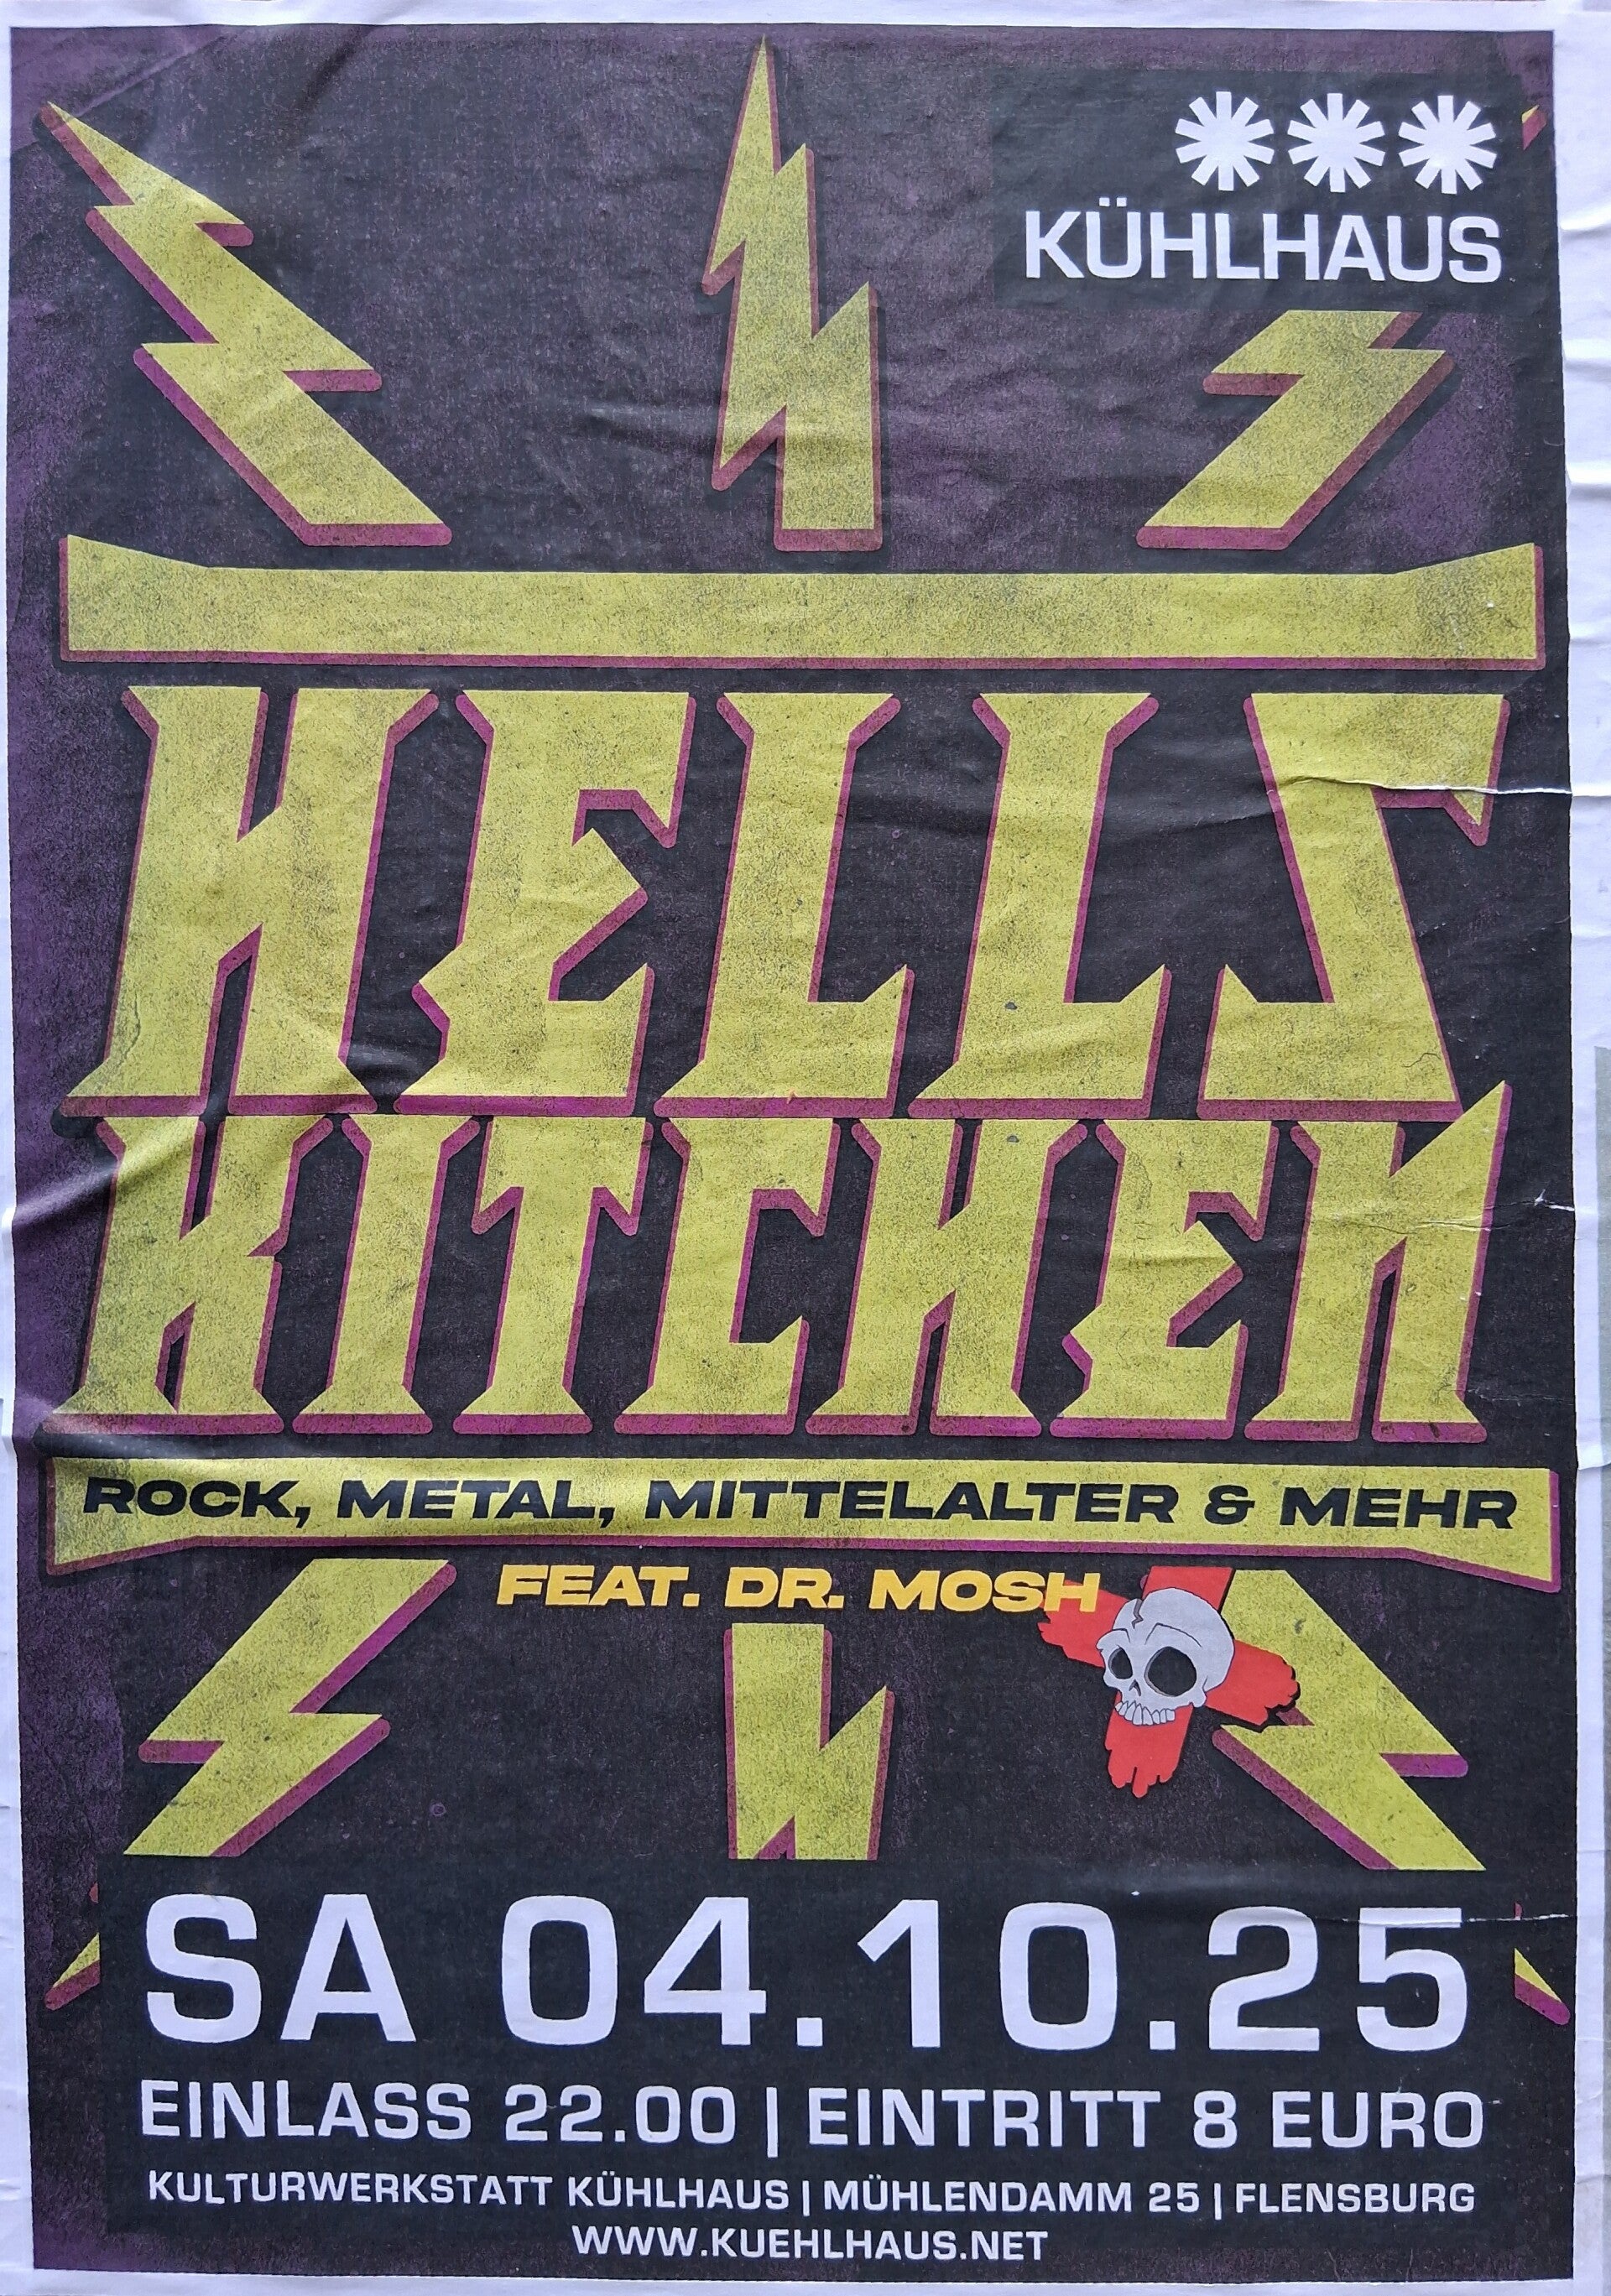 KÜHLHAUS
HELLS
KITCHEN
ROCK, METAL, MITTELALTER & MEHR
FEAT. DR. MOSH
SA 04.10.25
EINLASS 22.00 | EINTRITT 8 EURO
KULTURWERKSTATT KÜHLHAUS | MÜHLENDAMM 25 | FLENSBURG
WWW.KUEHLHAUS.NET